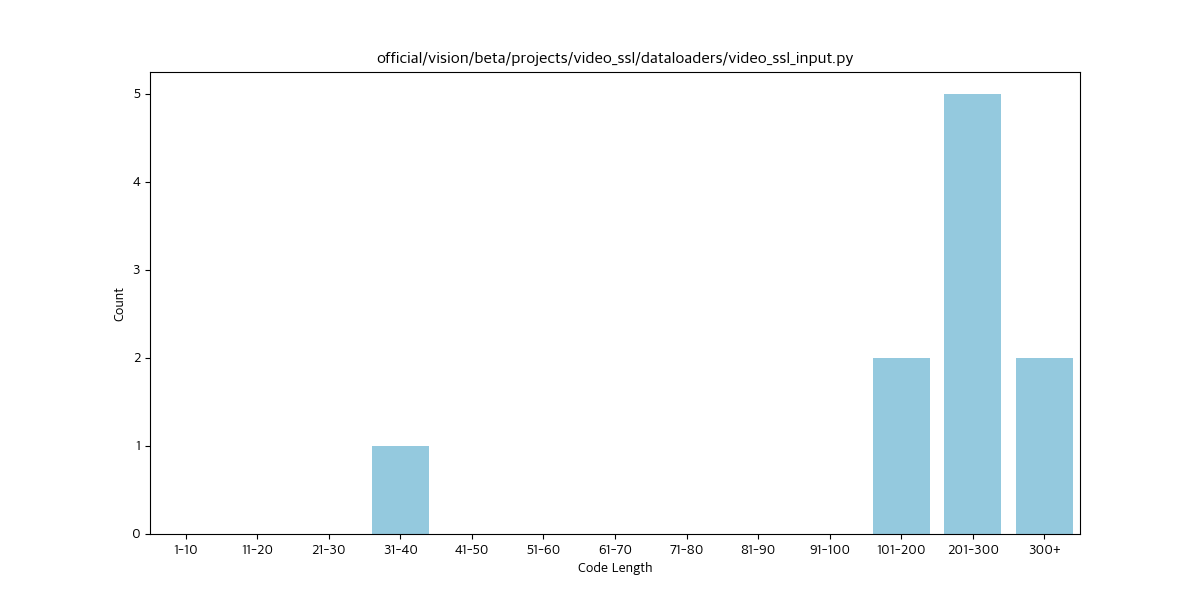 official/vision/beta/projects/video_ssl/dataloaders/video_ssl_input.py
5
4
3
2
1
0
Count
1-10 11-20 21-30 31-40 41-50 51-60 61-70 71-80 81-90 91-100 101-200 201-300 300+
Code Length